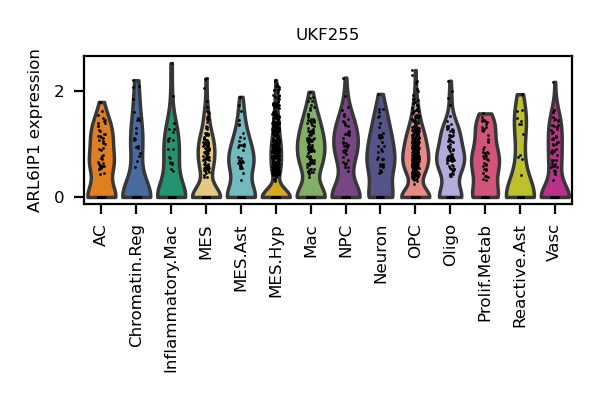 UKF255
ARL6IP1 expression
2
0
AC
Chromatin.Reg
Inflammatory.Mac
MES
MES.Ast
MES.Hyp
Mac
NPC
Neuron
OPC
Oligo
Prolif.Metab
Reactive.Ast
Vasc